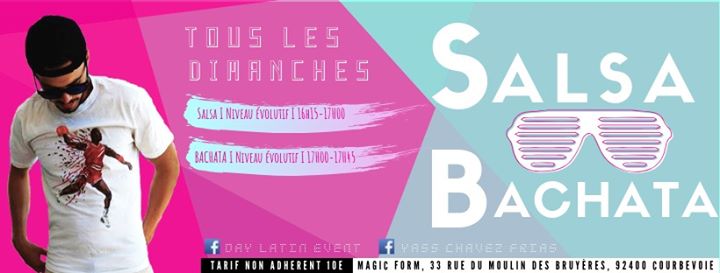 TOUS LES
DIMANCHES
SALSA | NIVEAU ÉVOLUTIF | 16H15-17H00
BACHATA | NIVEAU ÉVOLUTIF | 17H00-17H45
SALSA
BACHATA
DAY LATIN EVENT
YASS CHAVEZ FRIAS
TARIF NON ADHERENT 10E
MAGIC FORM, 33 RUE DU MOULIN DES BRUYÈRES, 92400 COURBEVOIE